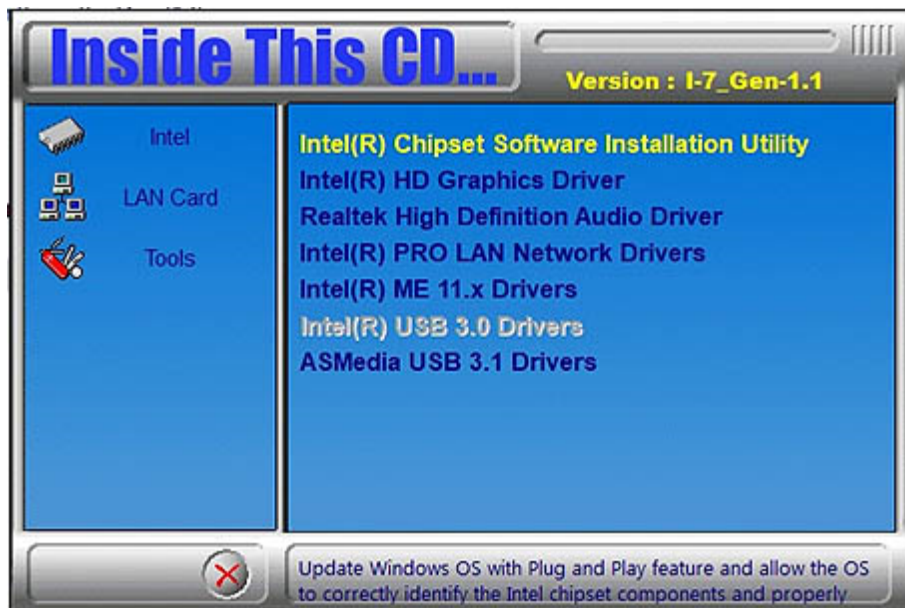 Inside This CD...
Version : I-7_Gen-1.1
Intel
LAN Card
Tools
Intel(R) Chipset Software Installation Utility
Intel(R) HD Graphics Driver
Realtek High Definition Audio Driver
Intel(R) PRO LAN Network Drivers
Intel(R) ME 11.x Drivers
Intel(R) USB 3.0 Drivers
ASMedia USB 3.1 Drivers
Update Windows OS with Plug and Play feature and allow the OS
to correctly identify the Intel chipset components and properly